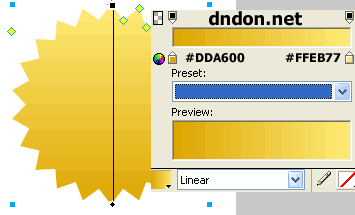 dndon.net
#DDA600 #FFEB77
Preset:
Preview:
Linear